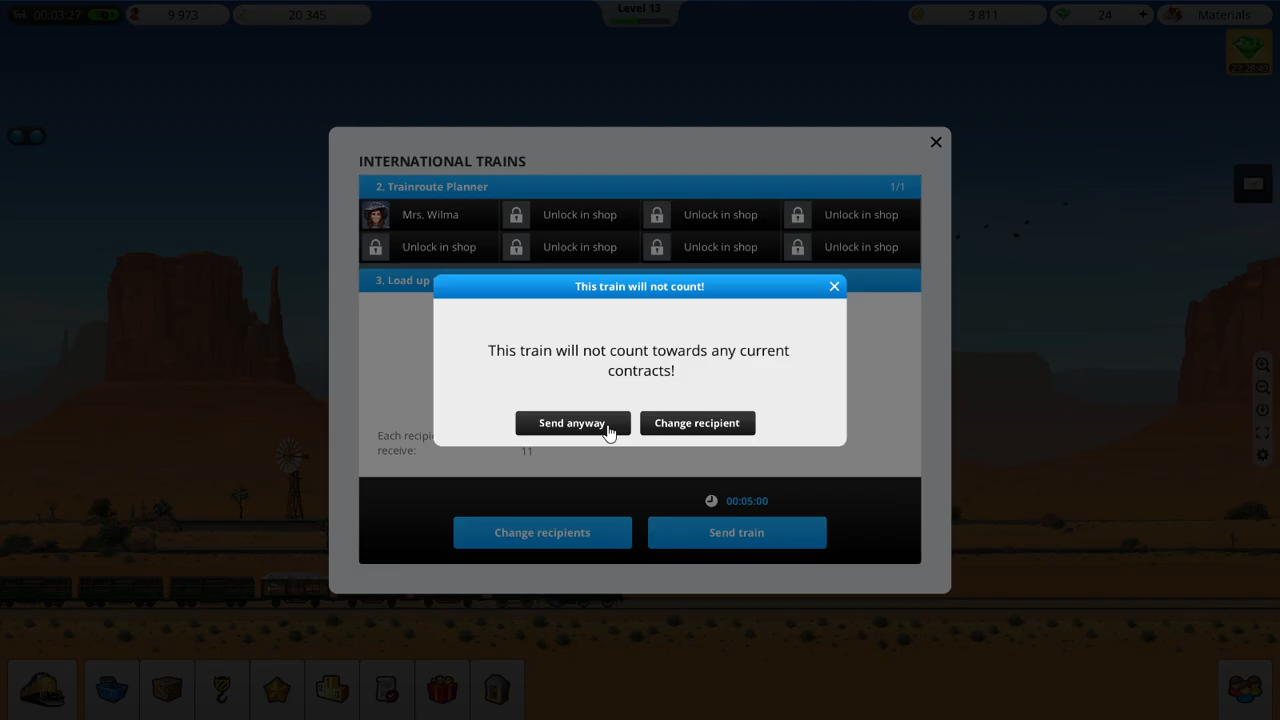 00:03:27
9 973
20 345
Level 13
3 811
24
+
Materials
23:28:49
INTERNATIONAL TRAINS
2. Trainroute Planner
1/1
Mrs. Wilma
Unlock in shop
Unlock in shop
Unlock in shop
Unlock in shop
Unlock in shop
Unlock in shop
Unlock in shop
3. Load up
This train will not count!
This train will not count towards any current
contracts!
Send anyway
Change recipient
Each
receive:
11
00:05:00
Change recipients
Send train